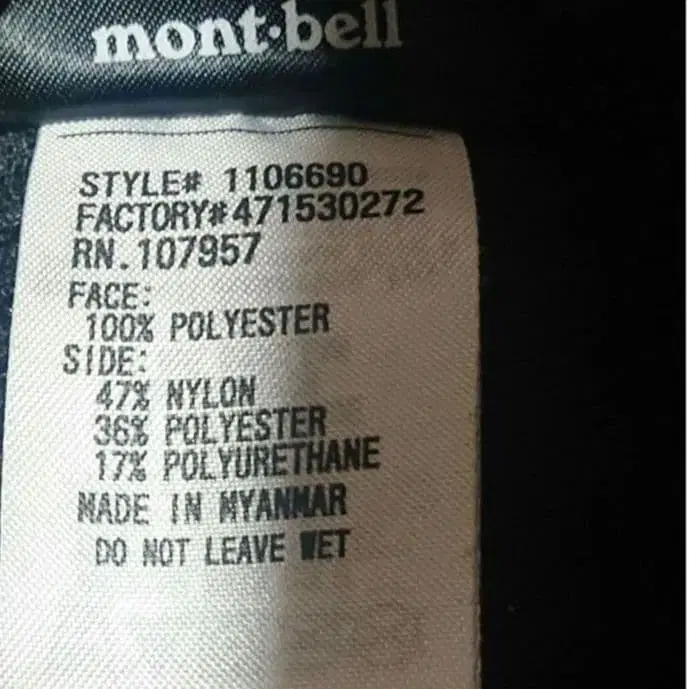 mont·bell
STYLE# 1106690
FACTORY#471530272
RN.107957
FACE:
100% POLYESTER
SIDE:
47% NYLON
36% POLYESTER
17% POLYURETHANE
MADE IN MYANMAR
DO NOT LEAVE WET